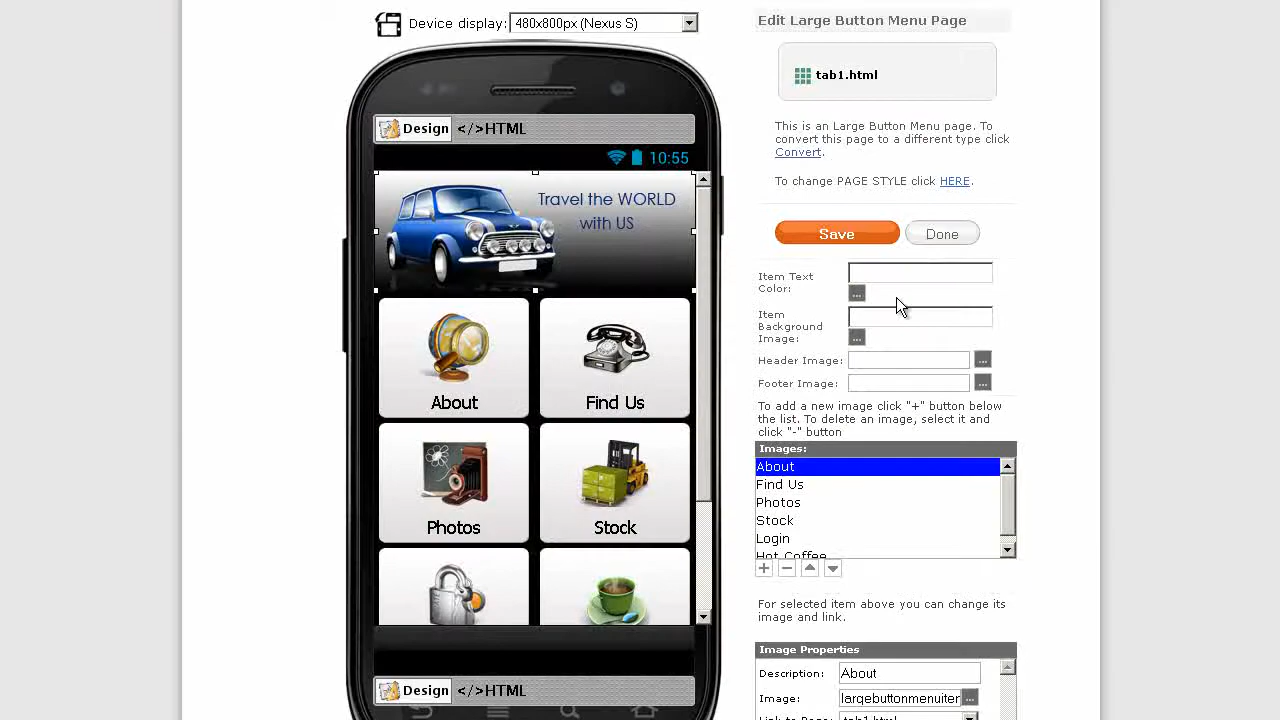 Device display: 480x800px (Nexus S)
Design </>HTML
10:55
Travel the WORLD
with US
About
Find Us
Photos
Stock
Design </>HTML
Edit Large Button Menu Page
tab1.html
This is Large Button Menu type. To
convert this page to a different type click
Convert.
To change PAGE STYLE click HERE.
Save
Done
Item Text
Color:
...
Item
Background
Image:
...
Header Image:
...
Footer Image:
...
To add a new image click "+" button below
the list. To delete an image, select it and
click "-" button
Images:
About
Find Us
Photos
Stock
Login
Hot Coffee
For selected item above you can change its
image and link.
Image Properties
Description: About
...